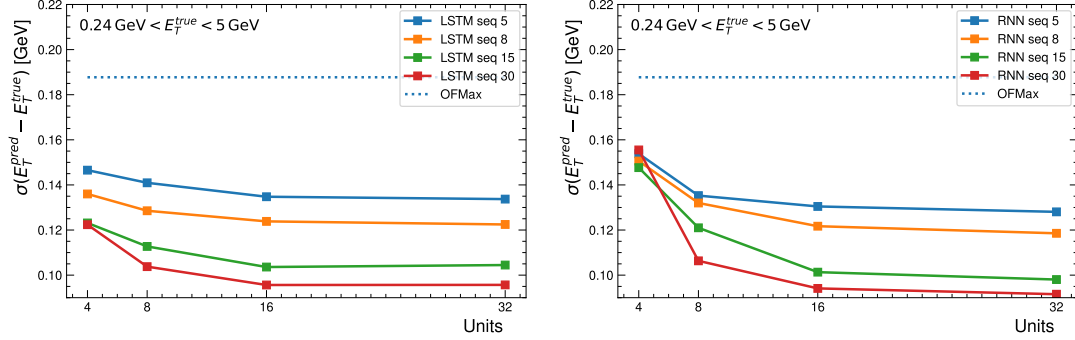 0.24 GeV < E_T^true < 5 GeV
LSTM seq 5
LSTM seq 8
LSTM seq 15
LSTM seq 30
OFMax
σ(E_T^pred − E_T^true) [GeV]
0.22
0.20
0.18
0.16
0.14
0.12
0.10
4 8 16 32
Units
0.24 GeV < E_T^true < 5 GeV
RNN seq 5
RNN seq 8
RNN seq 15
RNN seq 30
OFMax
σ(E_T^pred − E_T^true) [GeV]
0.22
0.20
0.18
0.16
0.14
0.12
0.10
4 8 16 32
Units